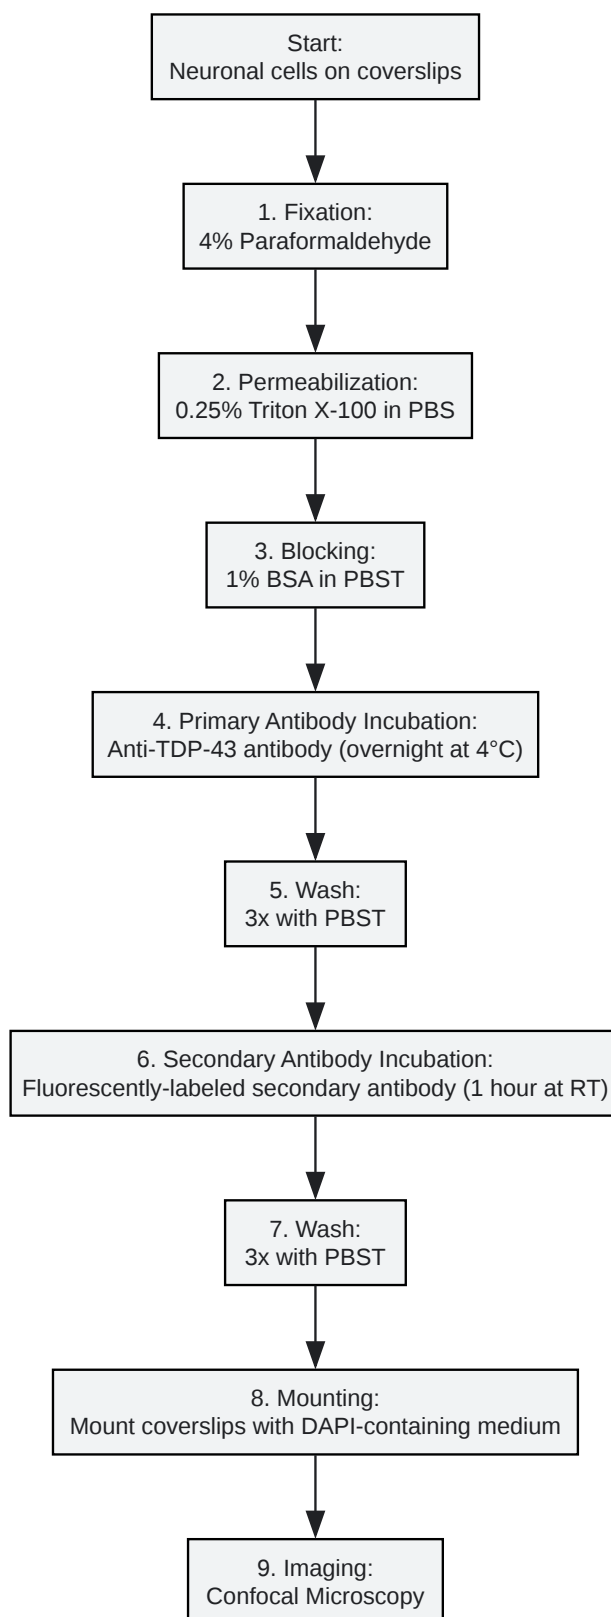 Start:
Neuronal cells on coverslips
1. Fixation:
4% Paraformaldehyde
2. Permeabilization:
0.25% Triton X-100 in PBS
3. Blocking:
1% BSA in PBST
4. Primary Antibody Incubation:
Anti-TDP-43 antibody (overnight at 4°C)
5. Wash:
3x with PBST
6. Secondary Antibody Incubation:
Fluorescently-labeled secondary antibody (1 hour at RT)
7. Wash:
3x with PBST
8. Mounting:
Mount coverslips with DAPI-containing medium
9. Imaging:
Confocal Microscopy